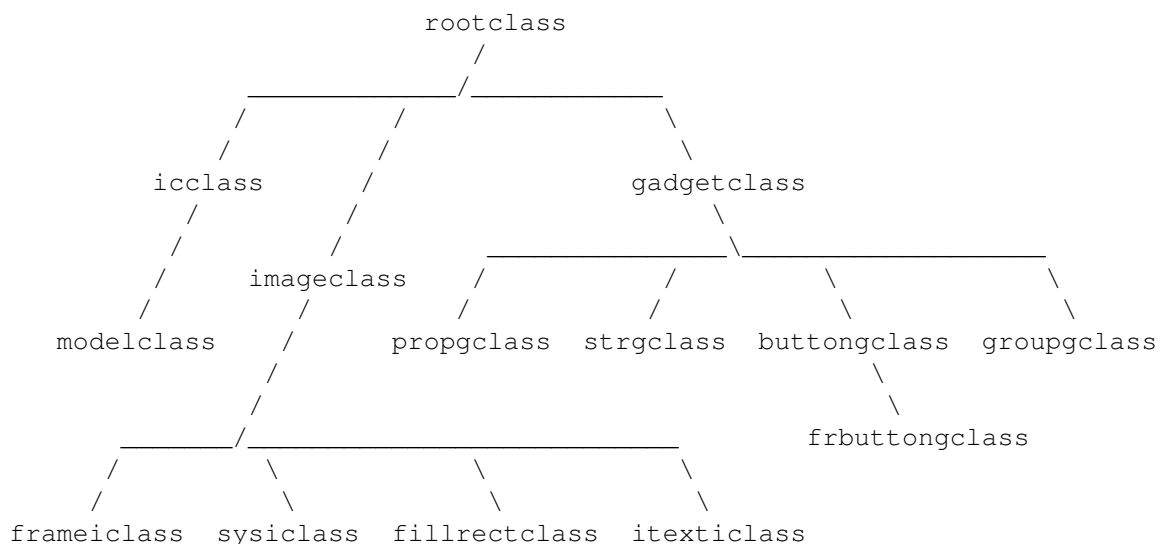 rootclass
icclass gadgetclass
imageclass
modelclass propgclass strgclass buttongclass groupgclass
frbuttongclass
frameiclass sysiclass fillrectclass itexticlass